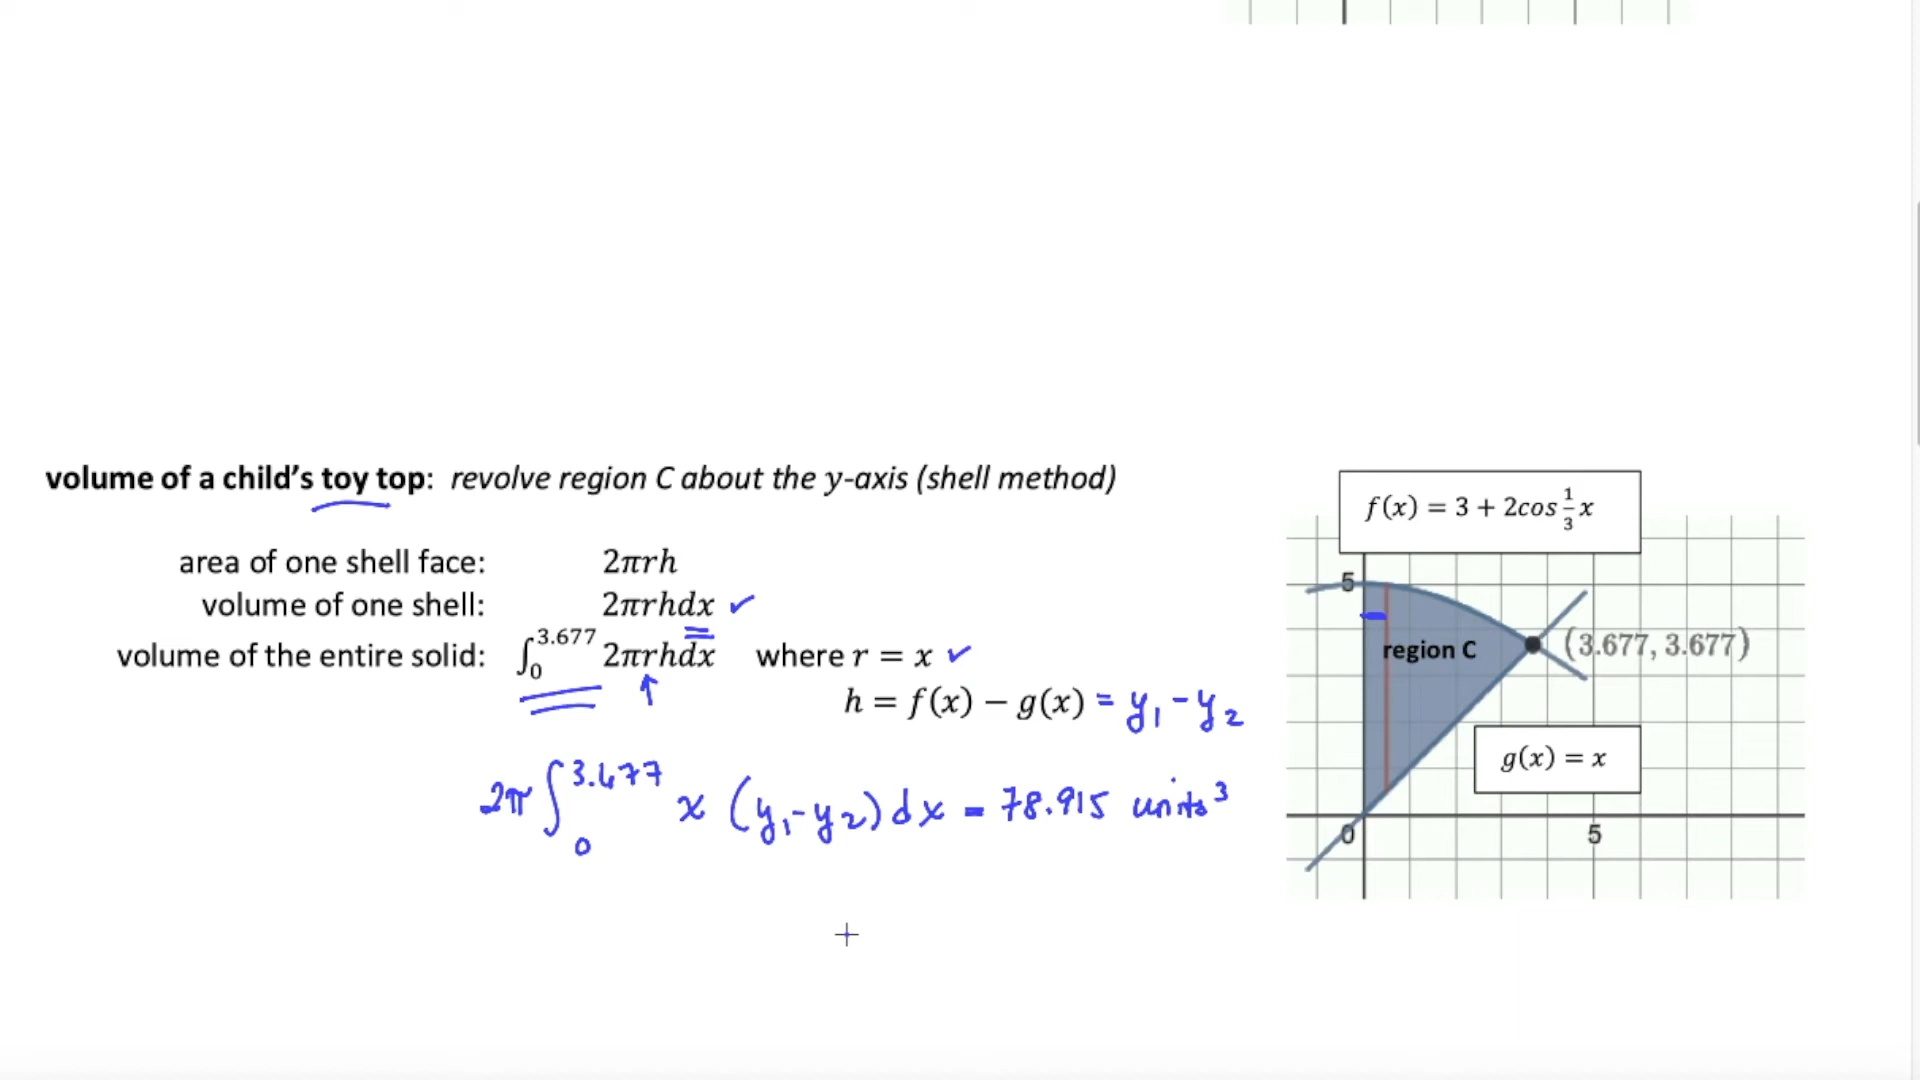 volume of a child's toy top: revolve region C about the y-axis (shell method)
area of one shell face: 2πrh
volume of one shell: 2πrhdx ✓
volume of the entire solid: ∫₀^3.677 2πrhdx where r = x ✓
h = f(x) − g(x) = y₁ - y₂
2π ∫₀^3.677 x (y₁-y₂) dx = 78.915 units³
f(x) = 3 + 2cos 1/3 x
5
region C
(3.677, 3.677)
g(x) = x
0
5